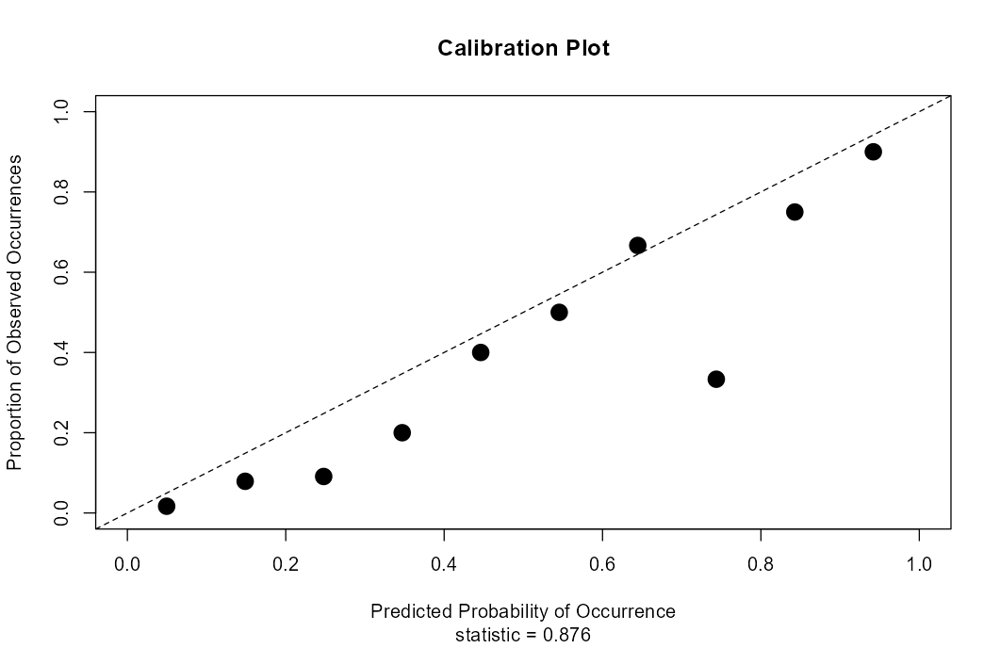 Calibration Plot
Proportion of Observed Occurrences
1.0
0.8
0.6
0.4
0.2
0.0
0.0 0.2 0.4 0.6 0.8 1.0
Predicted Probability of Occurrence
statistic = 0.876